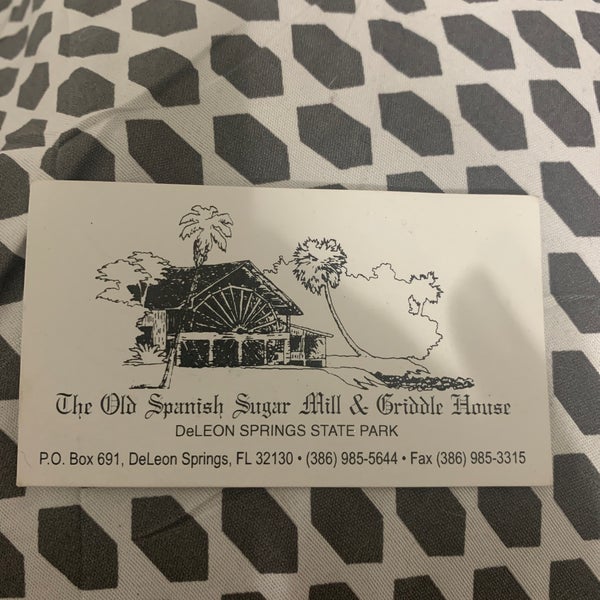 The Old Spanish Sugar Mill & Griddle House
DeLEON SPRINGS STATE PARK
P.O. Box 691, DeLeon Springs, FL 32130 • (386) 985-5644 • Fax (386) 985-3315